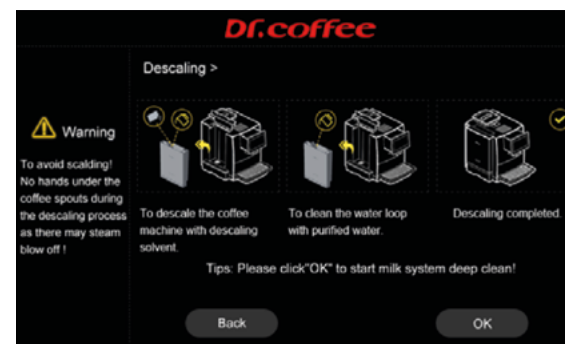 Dr.coffee
Descaling >
Warning
To avoid scalding!
No hands under the
coffee spouts during
the descaling process
as there may steam
blow off !
To descale the coffee
machine with descaling
solvent.
To clean the water loop
with purified water.
Descaling completed.
Tips: Please click"OK" to start milk system deep clean!
Back
OK